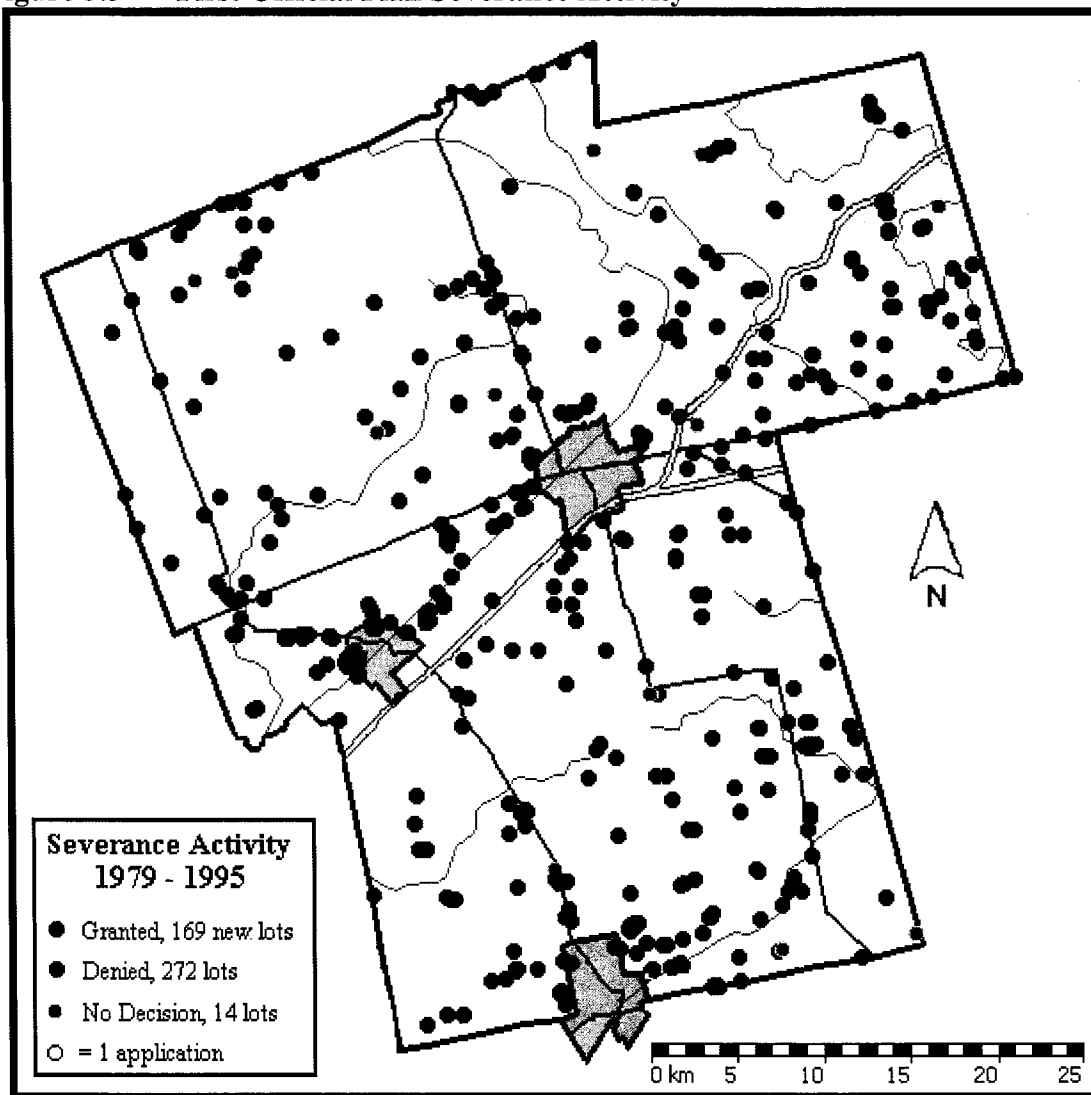 Severance Activity
1979 - 1995
Granted, 169 new lots
Denied, 272 lots
No Decision, 14 lots
= 1 application
N
0 km 5 10 15 20 25